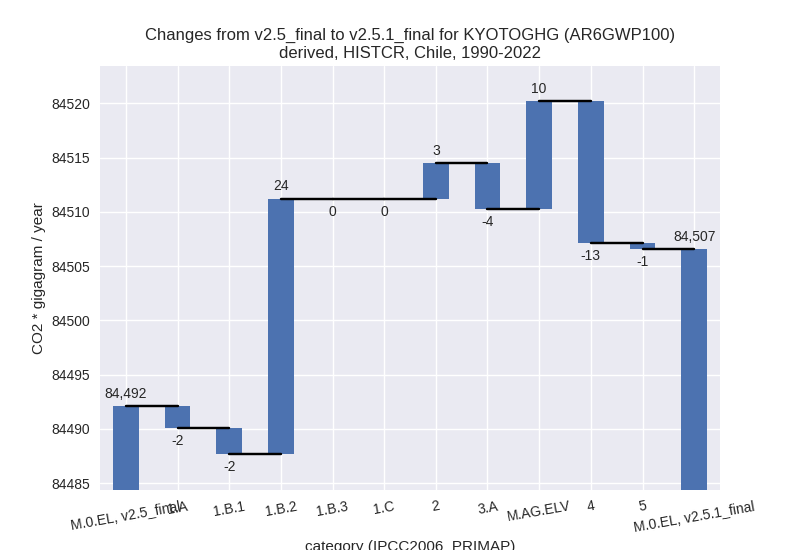 Changes from v2.5_final to v2.5.1_final for KYOTOGHG (AR6GWP100)
derived, HISTCR, Chile, 1990-2022
CO2 * gigagram / year
84520
84515
84510
84505
84500
84495
84490
84485
84,492
-2
-2
24
0
0
3
-4
10
-13
-1
84,507
M.0.EL, v2.5_final
1.A
1.B.1
1.B.2
1.B.3
1.C
2
3.A
M.AG.ELV
4
5
M.0.EL, v2.5.1_final
category (IPCC2006_PRIMAP)